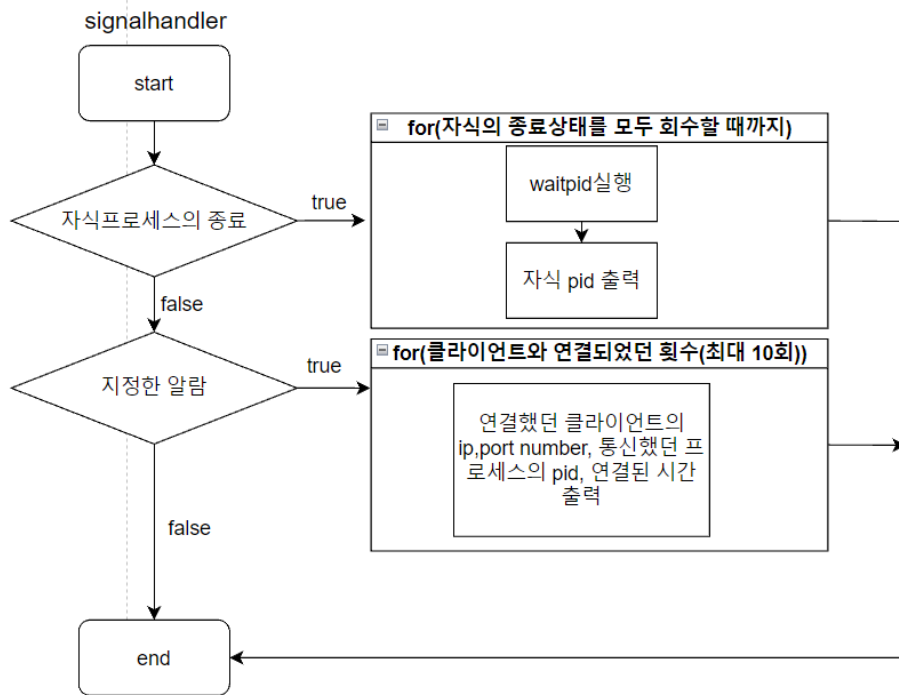 signalhandler
start
for(자식의 종료상태를 모두 회수할 때까지)
waitpid실행
true
자식프로세스의 종료
자식 pid 출력
false
for(클라이언트와 연결되었던 횟수(최대 10회))
true
지정한 알람
연결했던 클라이언트의
ip,port number, 통신했던 프
로세스의 pid, 연결된 시간
출력
false
end